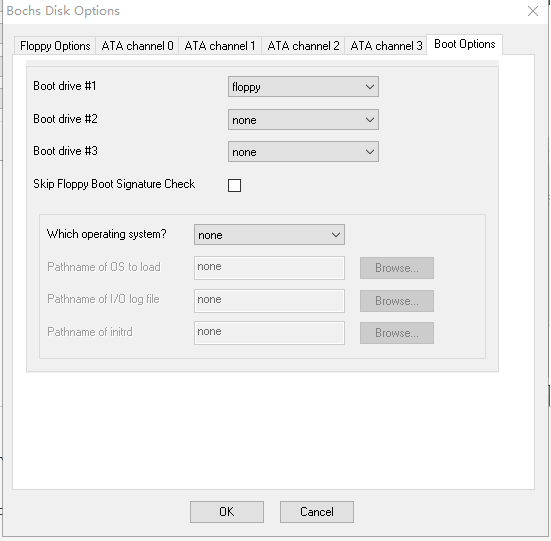 Bochs Disk Options
Floppy Options ATA channel 0 ATA channel 1 ATA channel 2 ATA channel 3 Boot Options
Boot drive #1 floppy
Boot drive #2 none
Boot drive #3 none
Skip Floppy Boot Signature Check
Which operating system? none
Pathname of OS to load none Browse...
Pathname of I/O log file none Browse...
Pathname of initrd none Browse...
OK Cancel